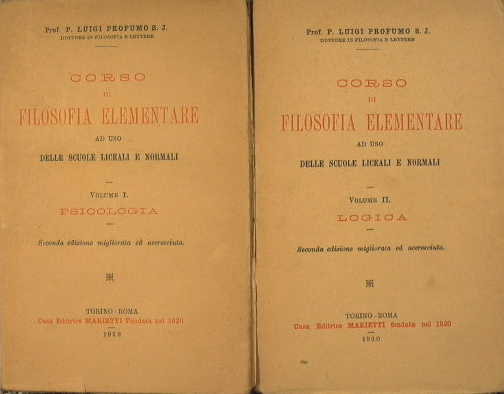 Prof. P. LUIGI PROFUMO S. J.
DOTTORE IN FILOSOFIA E LETTERE
CORSO
DI
FILOSOFIA ELEMENTARE
AD USO
DELLE SCUOLE LICEALI E NORMALI
VOLUME I.
PSICOLOGIA
Seconda edizione migliorata ed accresciuta.
TORINO-ROMA
Casa Editrice MARIETTI fondata nel 1820
1929
Prof. P. LUIGI PROFUMO S. J.
DOTTORE IN FILOSOFIA E LETTERE
CORSO
DI
FILOSOFIA ELEMENTARE
AD USO
DELLE SCUOLE LICEALI E NORMALI
VOLUME II.
LOGICA
Seconda edizione migliorata ed accresciuta.
TORINO-ROMA
Casa Editrice MARIETTI fondata nel 1820
1930